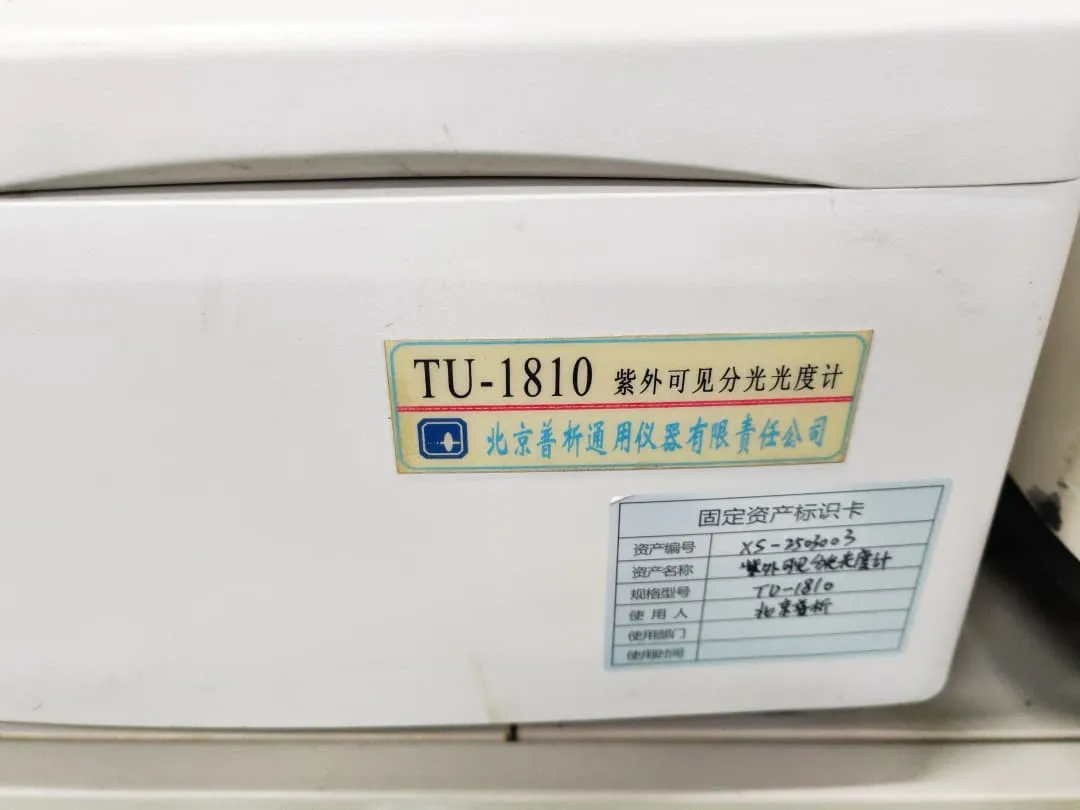 TU-1810 紫外可见分光光度计
北京普析通用仪器有限責任公司
固定资产标识卡
资产编号 XS-2503003
资产名称 紫外可见分光光度计
规格型号 TU-1810
使用人 北京普析
使用部门
使用时间